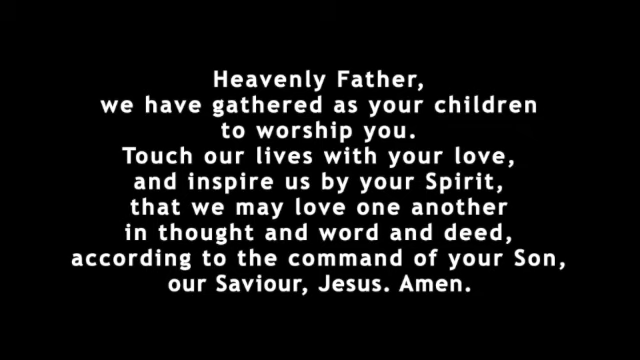 Heavenly Father,
we have gathered as your children
to worship you.
Touch our lives with your love,
and inspire us by your Spirit,
that we may love one another
in thought and word and deed,
according to the command of your Son,
our Saviour, Jesus. Amen.